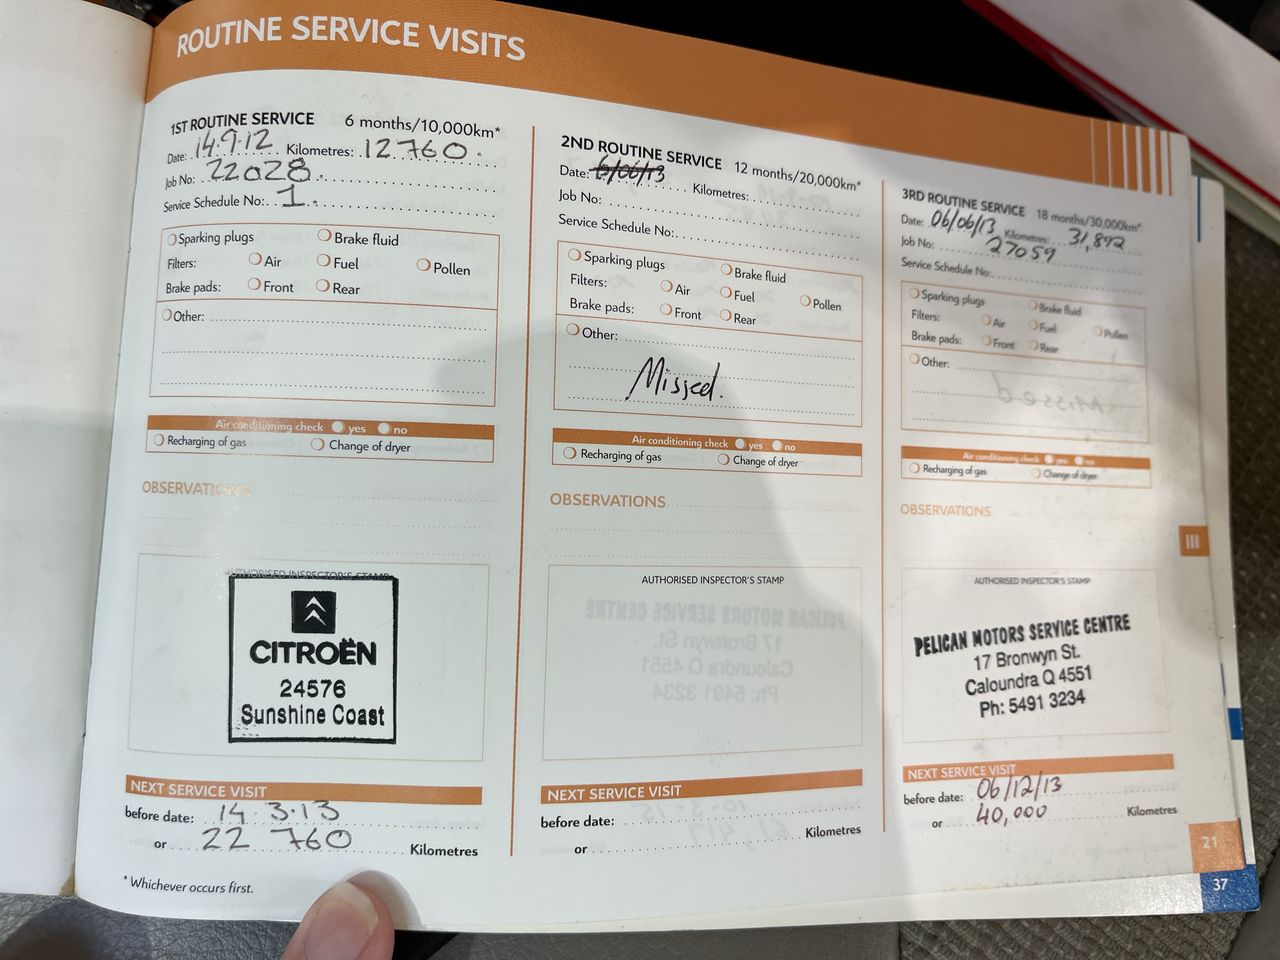 ROUTINE SERVICE VISITS
1ST ROUTINE SERVICE 6 months/10,000km*
Date: 14.9.12 Kilometres: 12760.
Job No: 22028.
Service Schedule No: 1.
Sparking plugs Brake fluid
Filters: Air Fuel Pollen
Brake pads: Front Rear
Other:
Air conditioning check yes no
Recharging of gas Change of dryer
OBSERVATIONS
AUTHORISED INSPECTOR'S STAMP
CITROËN
24576
Sunshine Coast
NEXT SERVICE VISIT
before date: 14.3.13
or 22 760 Kilometres
* Whichever occurs first.
2ND ROUTINE SERVICE 12 months/20,000km*
Date: 6/06/13 Kilometres:
Job No:
Service Schedule No:
Sparking plugs Brake fluid
Filters: Air Fuel Pollen
Brake pads: Front Rear
Other:
Missed.
Air conditioning check yes no
Recharging of gas Change of dryer
OBSERVATIONS
AUTHORISED INSPECTOR'S STAMP
NEXT SERVICE VISIT
before date:
or Kilometres
3RD ROUTINE SERVICE 18 months/30,000km*
Date: 06/06/13 Kilometres: 31,892
Job No: 27059
Service Schedule No:
Sparking plugs Brake fluid
Filters: Air Fuel Pollen
Brake pads: Front Rear
Other:
Air conditioning check yes no
Recharging of gas Change of dryer
OBSERVATIONS
AUTHORISED INSPECTOR'S STAMP
PELICAN MOTORS SERVICE CENTRE
17 Bronwyn St.
Caloundra Q 4551
Ph: 5491 3234
NEXT SERVICE VISIT
before date: 06/12/13
or 40,000 Kilometres
III
21
37